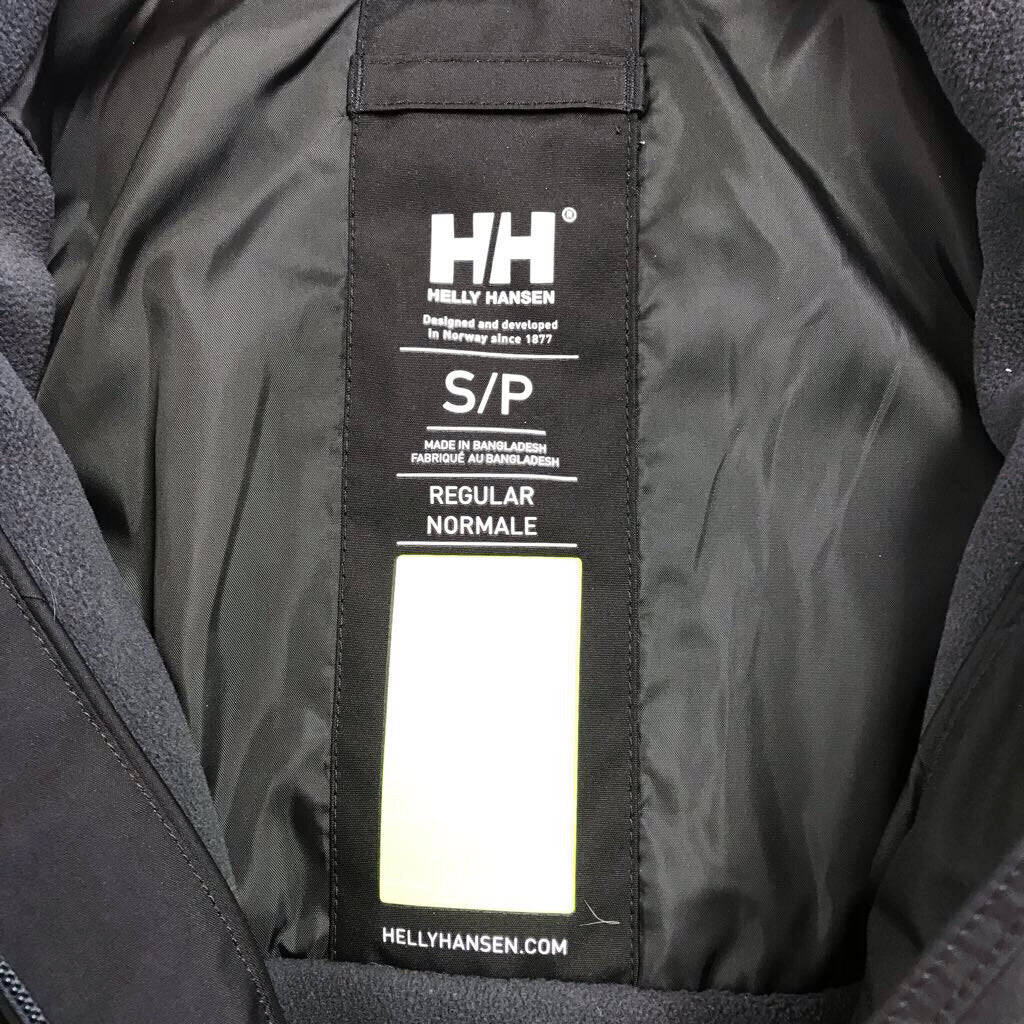 HH®
HELLY HANSEN
Designed and developed
in Norway since 1877
S/P
MADE IN BANGLADESH
FABRIQUÉ AU BANGLADESH
REGULAR
NORMALE
HELLYHANSEN.COM